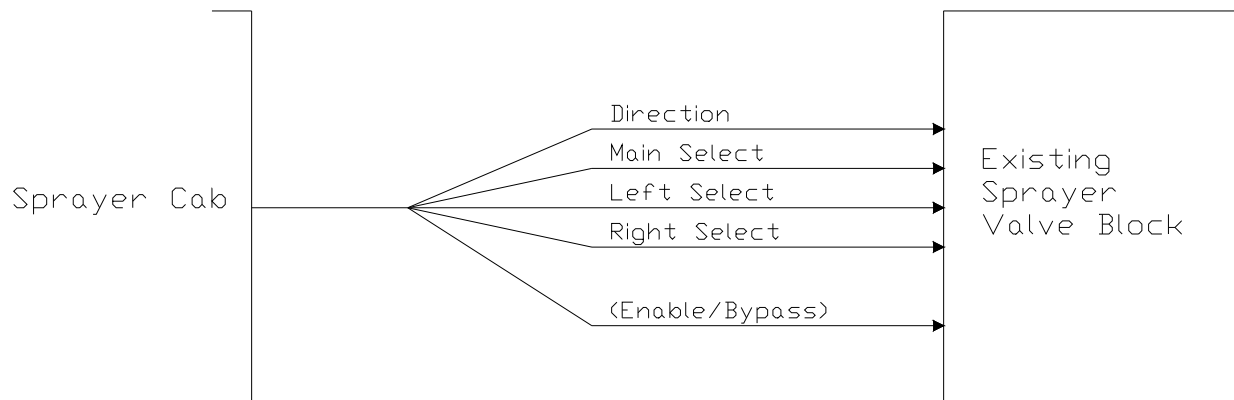 Direction
Main Select
Left Select
Right Select
(Enable/Bypass)
Sprayer Cab
Existing
Sprayer
Valve Block